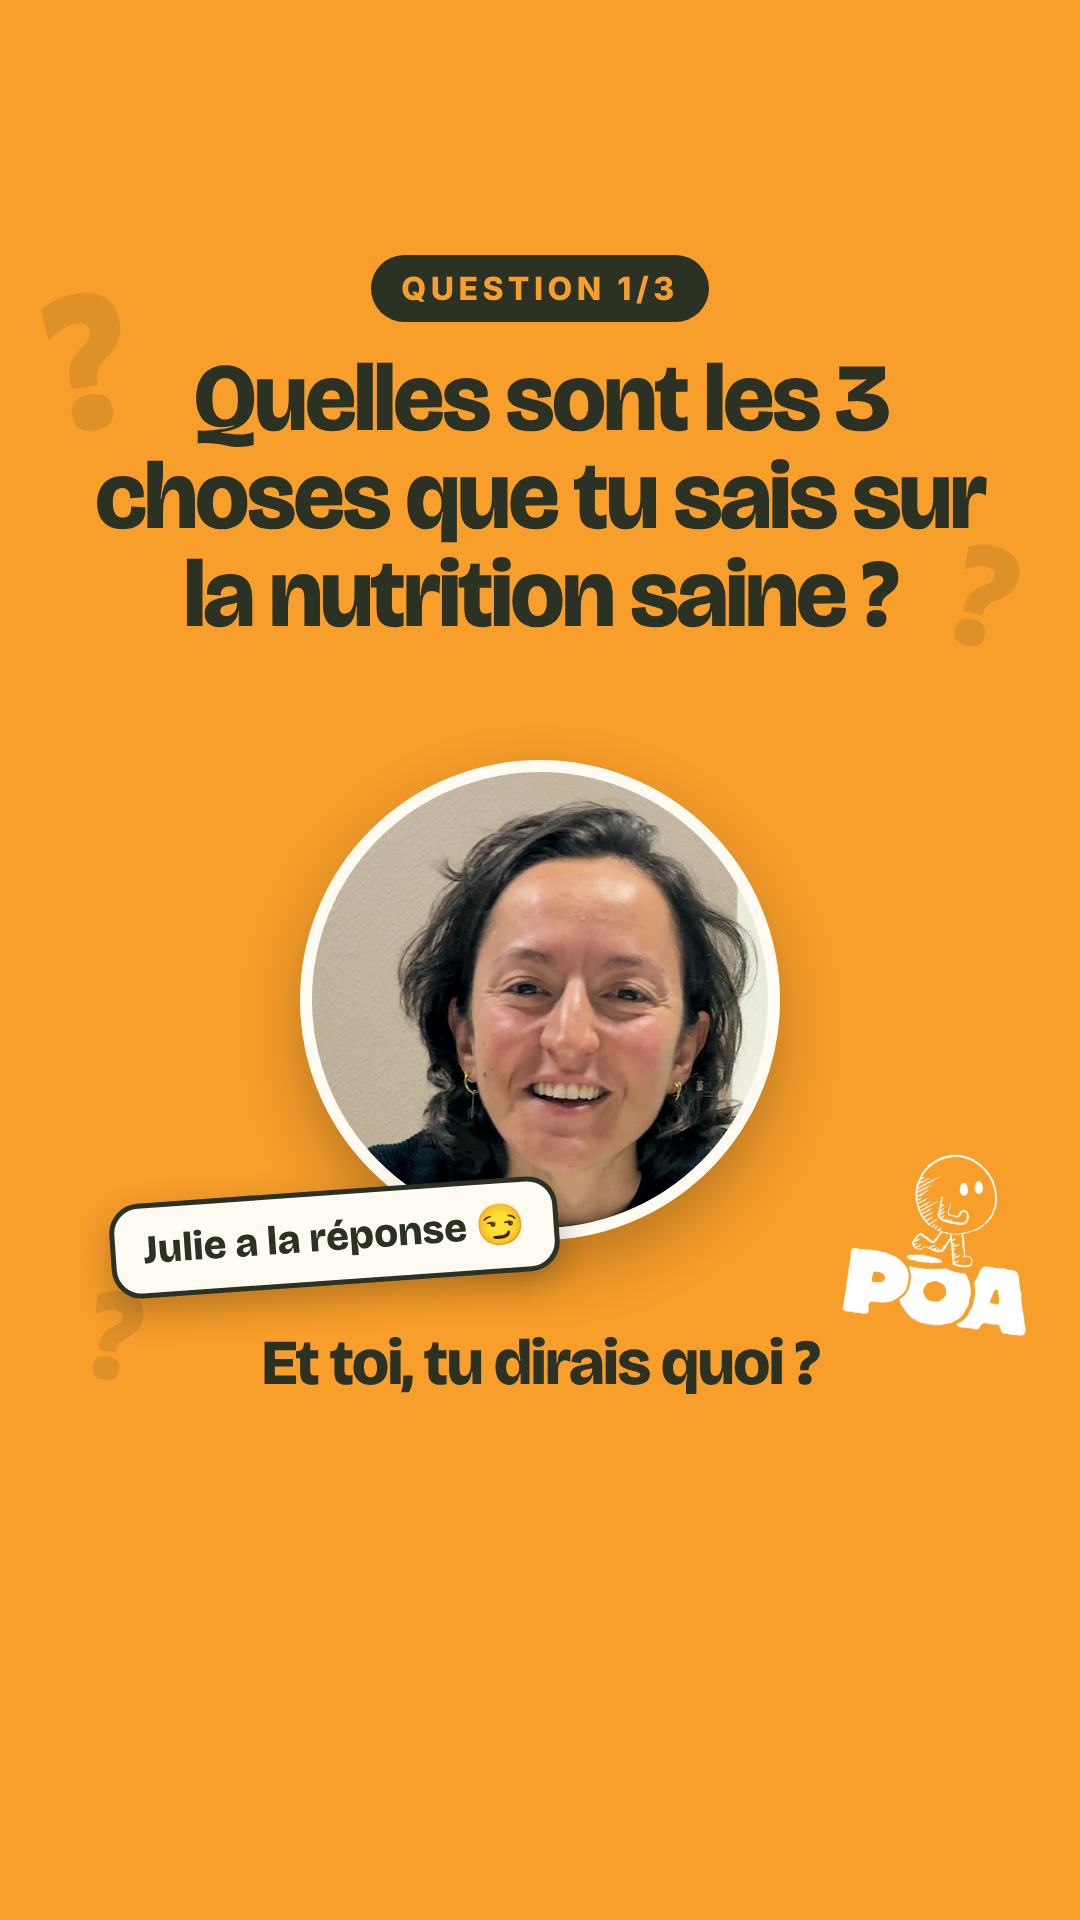 QUESTION 1/3
Quelles sont les 3
choses que tu sais sur
la nutrition saine ?
Julie a la réponse 😏
POA
Et toi, tu dirais quoi ?